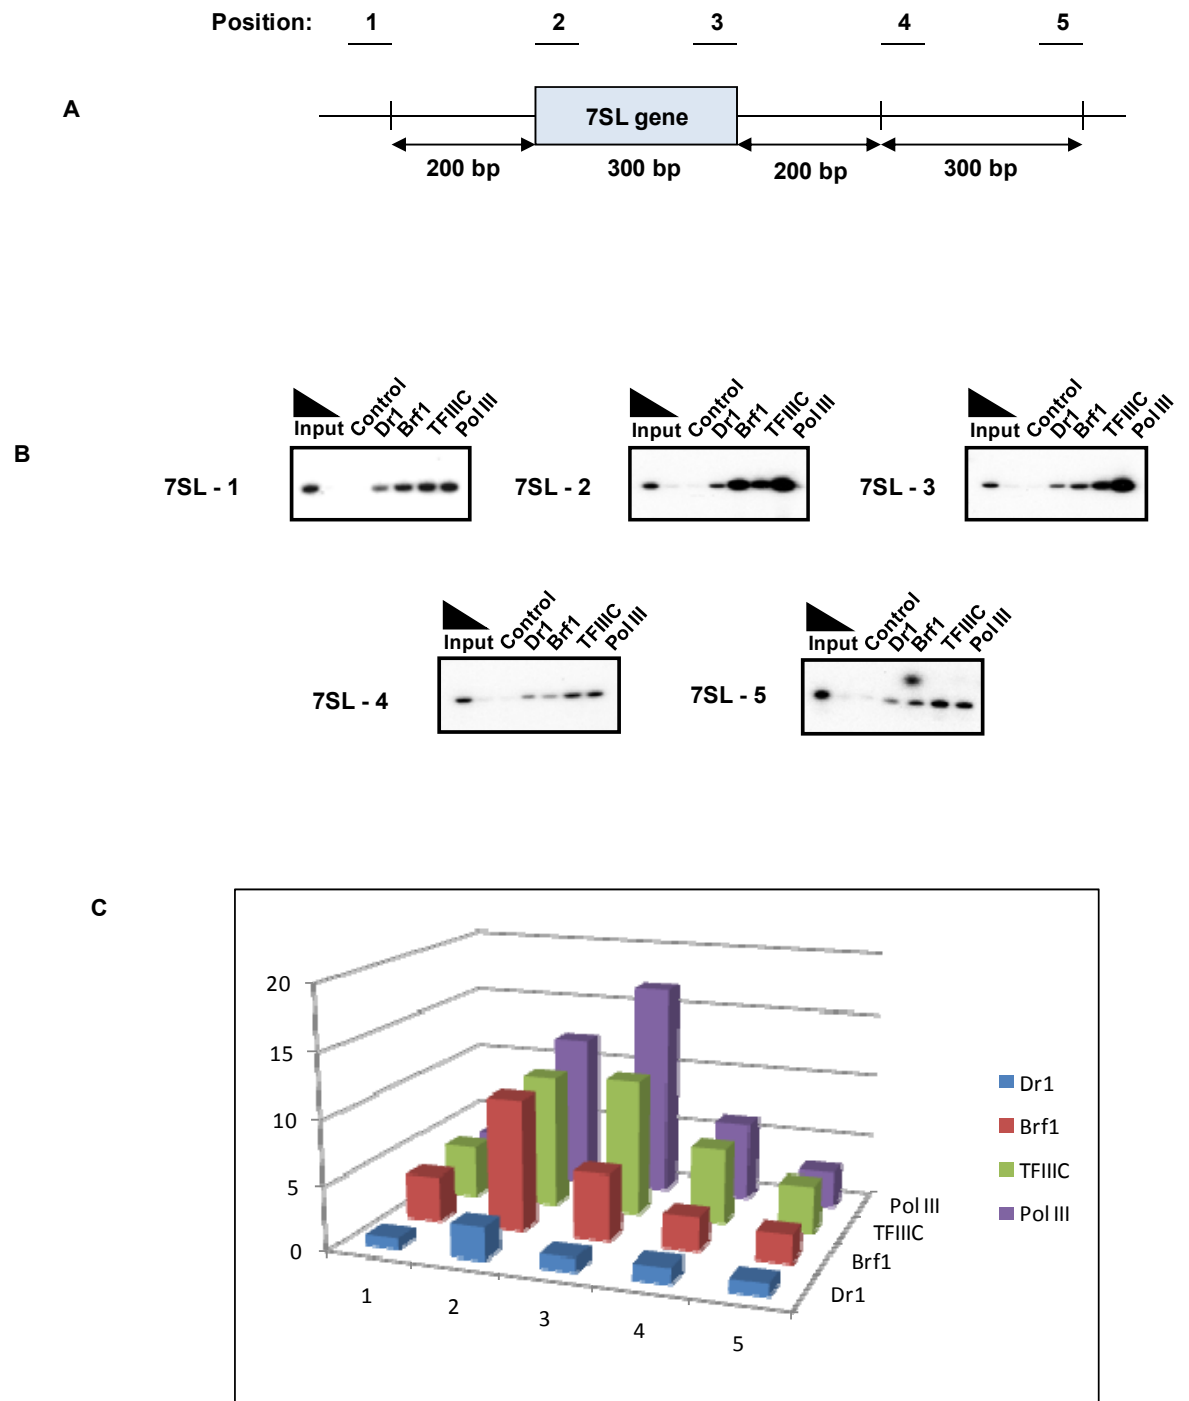 Position: 1 2 3 4 5
A
7SL gene
200 bp 300 bp 200 bp 300 bp
B
Input Control Dr1 Brf1 TFIIIC Pol III
7SL - 1
Input Control Dr1 Brf1 TFIIIC Pol III
7SL - 2
Input Control Dr1 Brf1 TFIIIC Pol III
7SL - 3
Input Control Dr1 Brf1 TFIIIC Pol III
7SL - 4
Input Control Dr1 Brf1 TFIIIC Pol III
7SL - 5
C
20
15
10
5
0
1 2 3 4 5
Pol III
TFIIIC
Brf1
Dr1
Dr1
Brf1
TFIIIC
Pol III